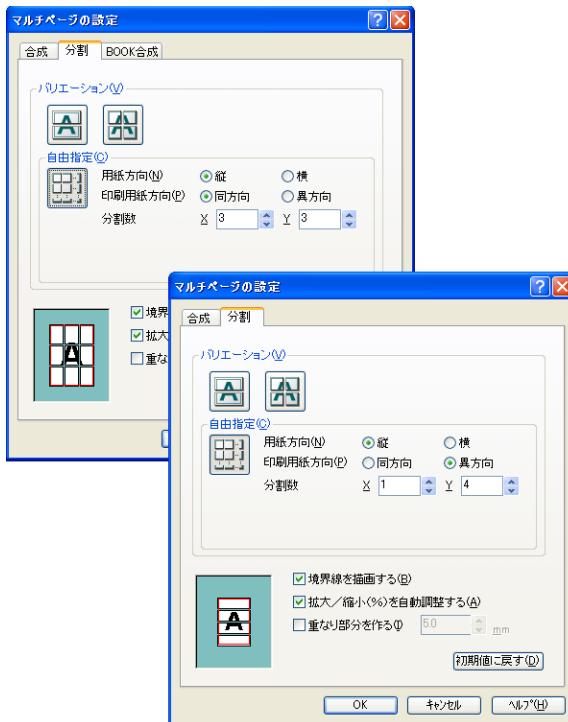 マルチページの設定
合成 分割 BOOK合成
バリエーション(V)
自由指定(C)
用紙方向(N) 縦 横
印刷用紙方向(P) 同方向 異方向
分割数 X 3 Y 3
境界
拡大
重な
マルチページの設定
合成 分割
バリエーション(V)
自由指定(C)
用紙方向(N) 縦 横
印刷用紙方向(P) 同方向 異方向
分割数 X 1 Y 4
境界線を描画する(B)
拡大/縮小(%)を自動調整する(A)
重なり部分を作る(I) 5.0 mm
初期値に戻す(D)
OK キャンセル ヘルプ(H)